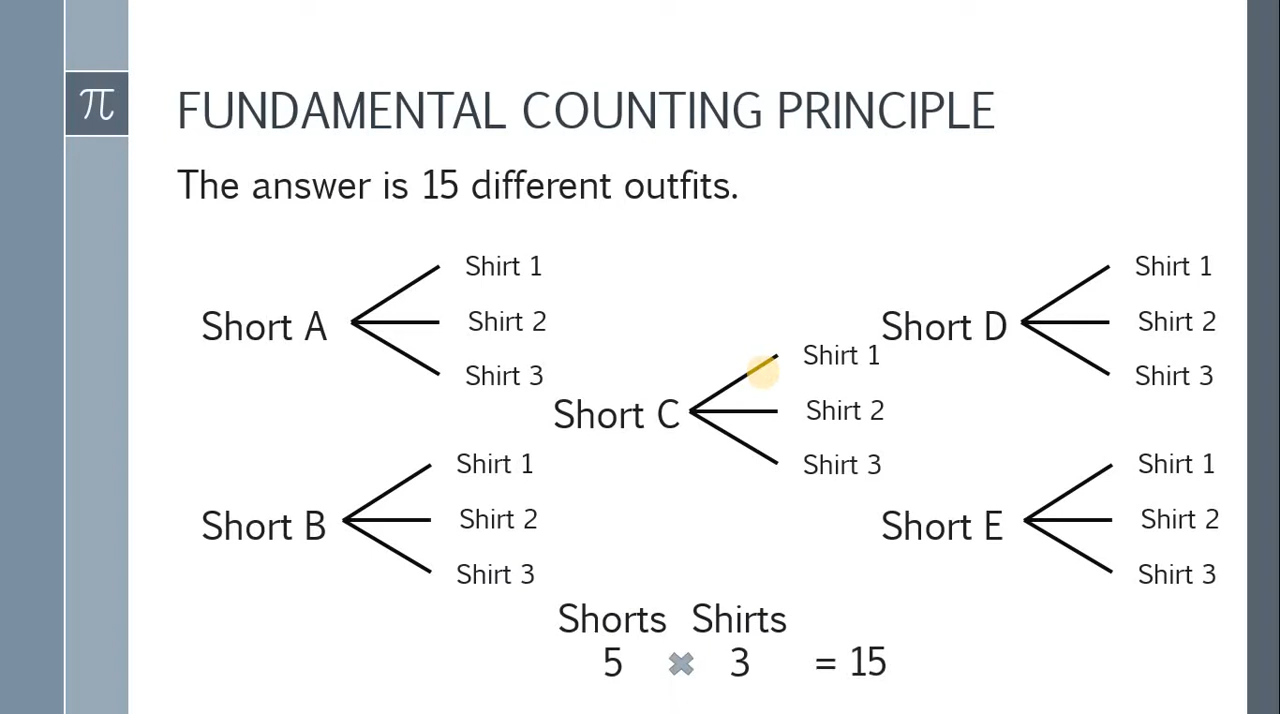 π
FUNDAMENTAL COUNTING PRINCIPLE
The answer is 15 different outfits.
Short A
Shirt 1
Shirt 2
Shirt 3
Short B
Shirt 1
Shirt 2
Shirt 3
Short C
Shirt 1
Shirt 2
Shirt 3
Short D
Shirt 1
Shirt 2
Shirt 3
Short E
Shirt 1
Shirt 2
Shirt 3
Shorts Shirts
5 ✖ 3 = 15